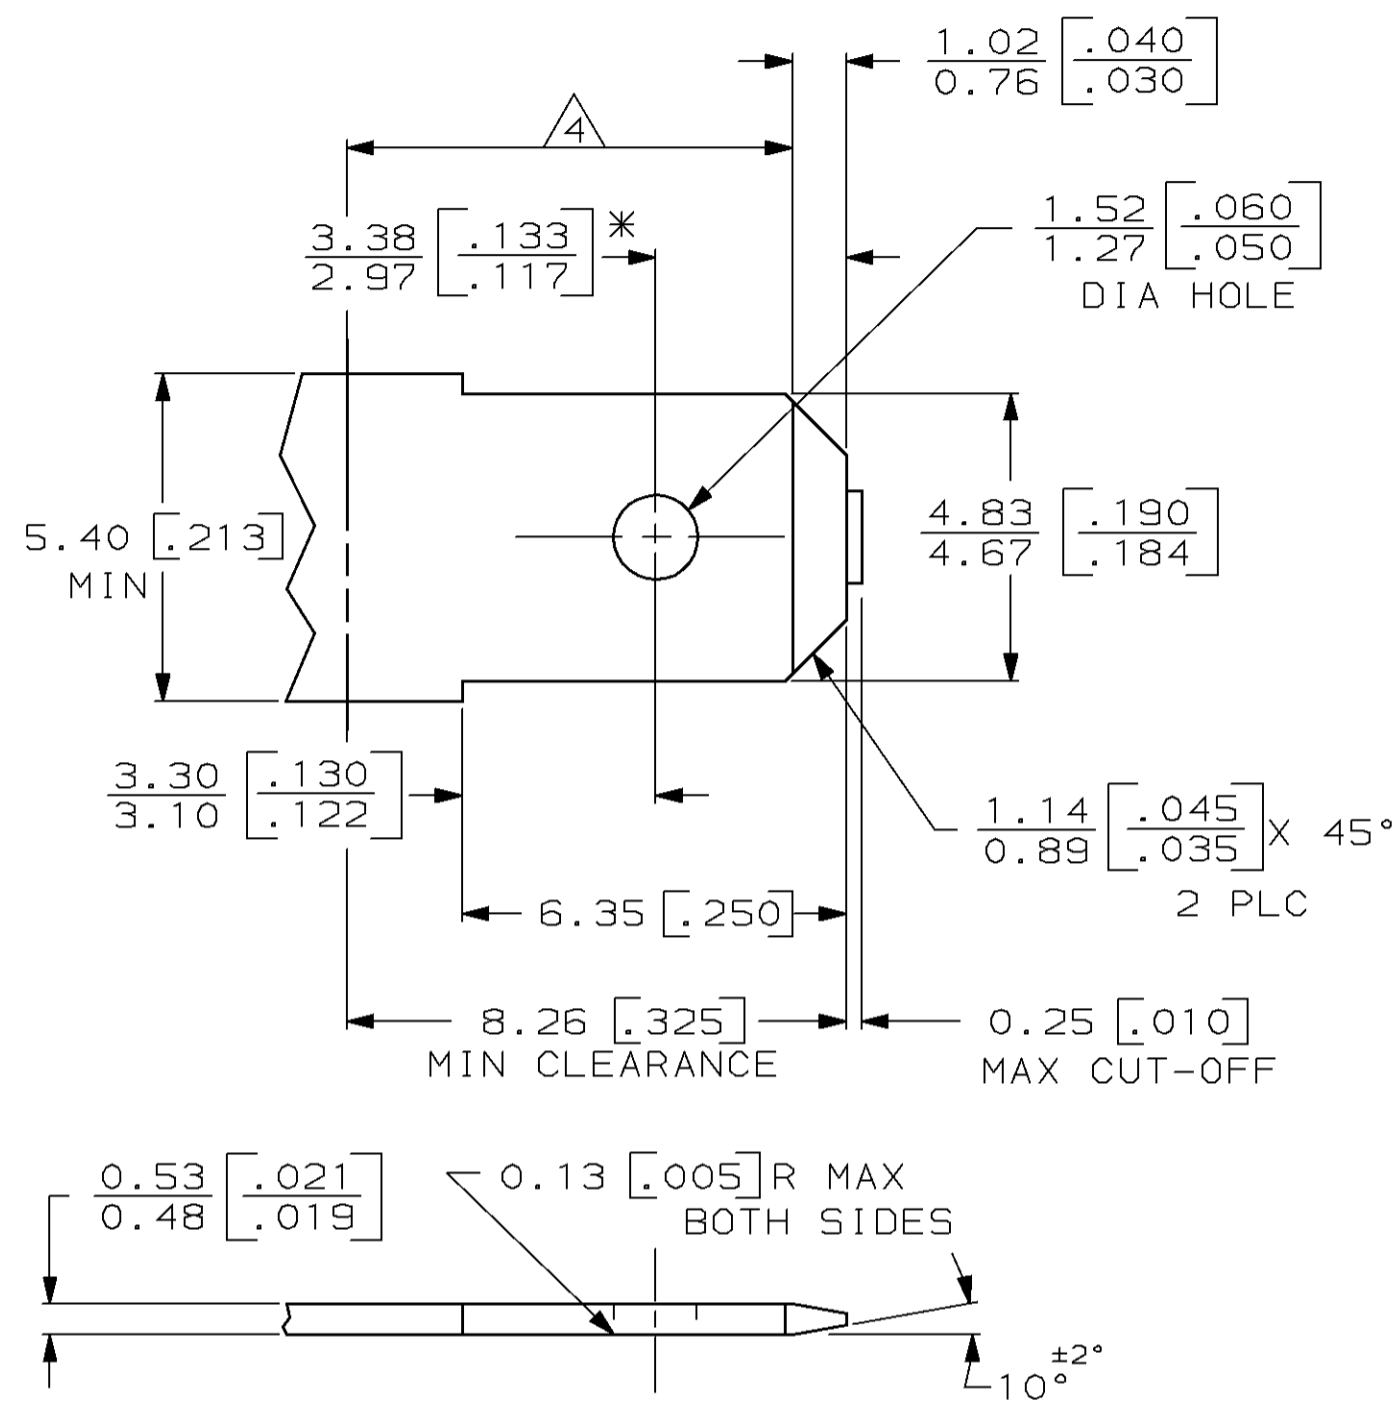 1.02 [.040]
0.76 [.030]
4
3.38 [.133] *
2.97 [.117]
1.52 [.060]
1.27 [.050]
DIA HOLE
5.40 [.213]
MIN
4.83 [.190]
4.67 [.184]
3.30 [.130]
3.10 [.122]
1.14 [.045] X 45°
0.89 [.035]
2 PLC
6.35 [.250]
8.26 [.325]
MIN CLEARANCE
0.25 [.010]
MAX CUT-OFF
0.53 [.021]
0.48 [.019]
0.13 [.005] R MAX
BOTH SIDES
10° ±2°